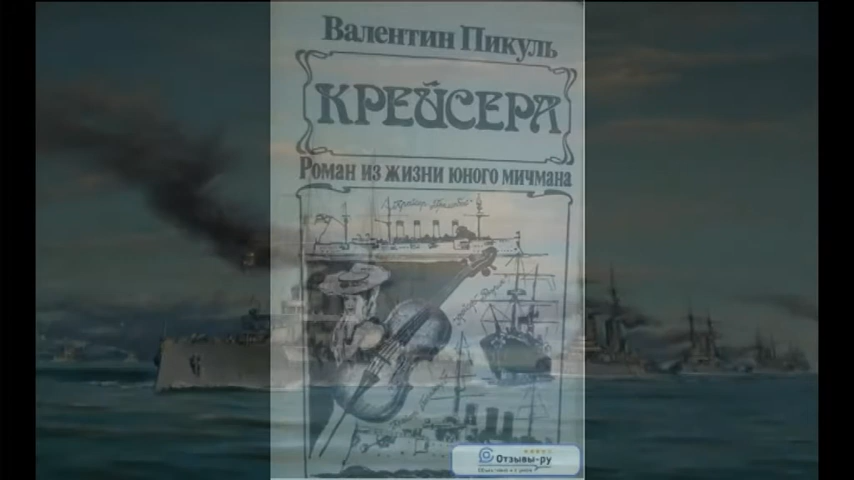 Валентин Пикуль
КРЕЙСЕРА
Роман из жизни юного мичмана
Отзывы-ру